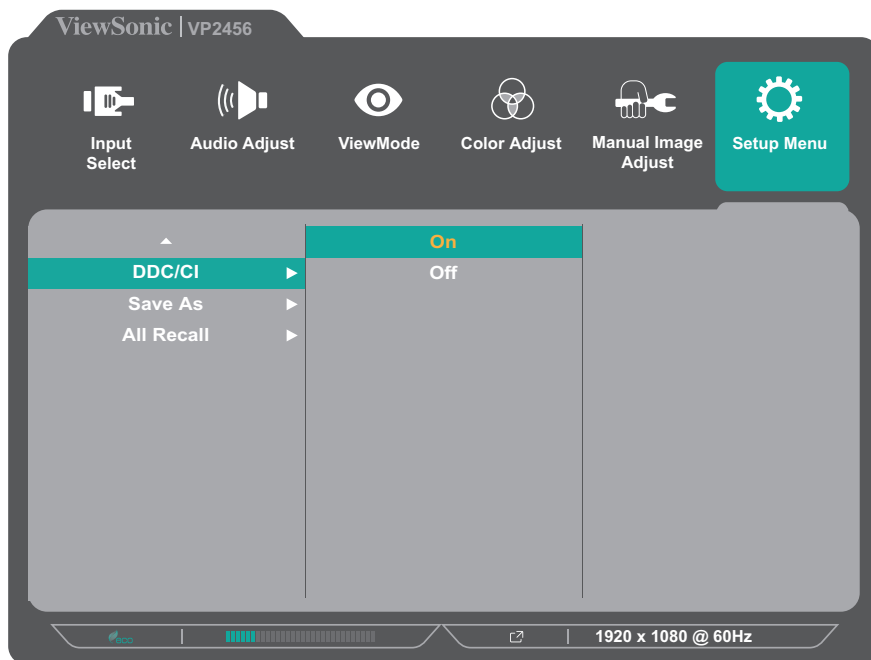 ViewSonic | VP2456
Input Select
Audio Adjust
ViewMode
Color Adjust
Manual Image Adjust
Setup Menu
On
DDC/CI
Off
Save As
All Recall
eco
1920 x 1080 @ 60Hz